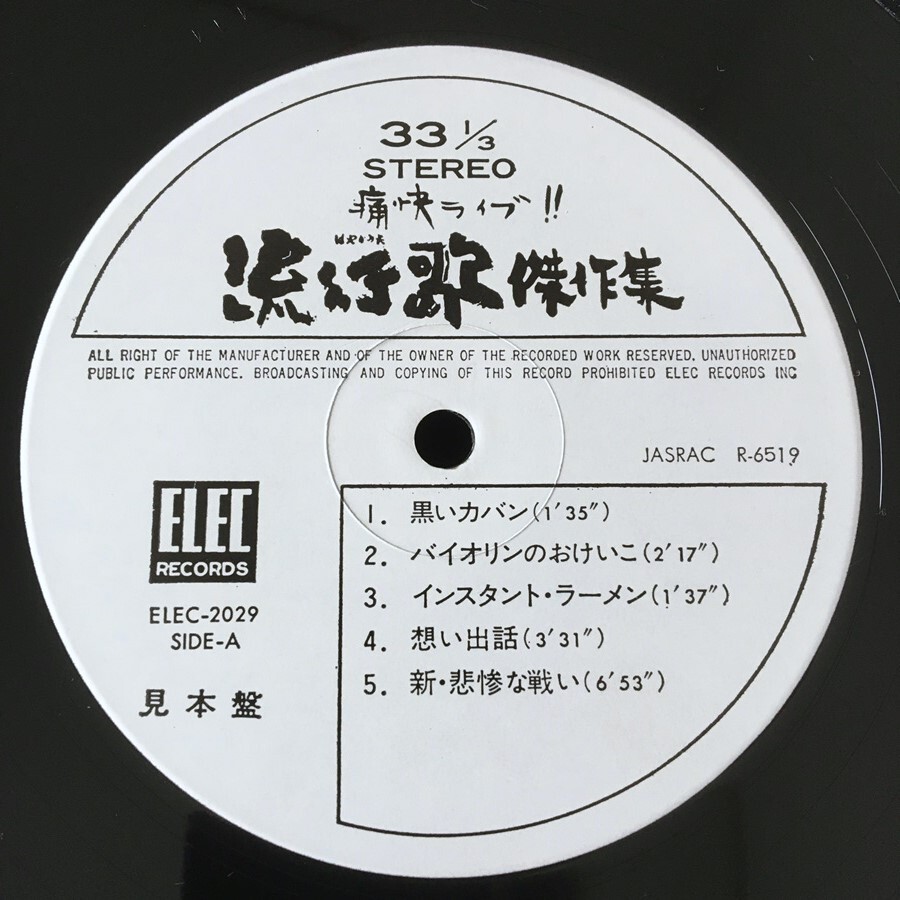 33 1/3
STEREO
痛快ライブ!!
はやりうた
流行歌傑作集
ALL RIGHT OF THE MANUFACTURER AND OF THE OWNER OF THE RECORDED WORK RESERVED. UNAUTHORIZED
PUBLIC PERFORMANCE. BROADCASTING AND COPYING OF THIS RECORD PROHIBITED ELEC RECORDS INC
JASRAC R-6519
ELEC
RECORDS
ELEC-2029
SIDE-A
見本盤
1. 黒いカバン(1′35″)
2. バイオリンのおけいこ(2′17″)
3. インスタント・ラーメン(1′37″)
4. 想い出話(3′31″)
5. 新・悲惨な戦い(6′53″)